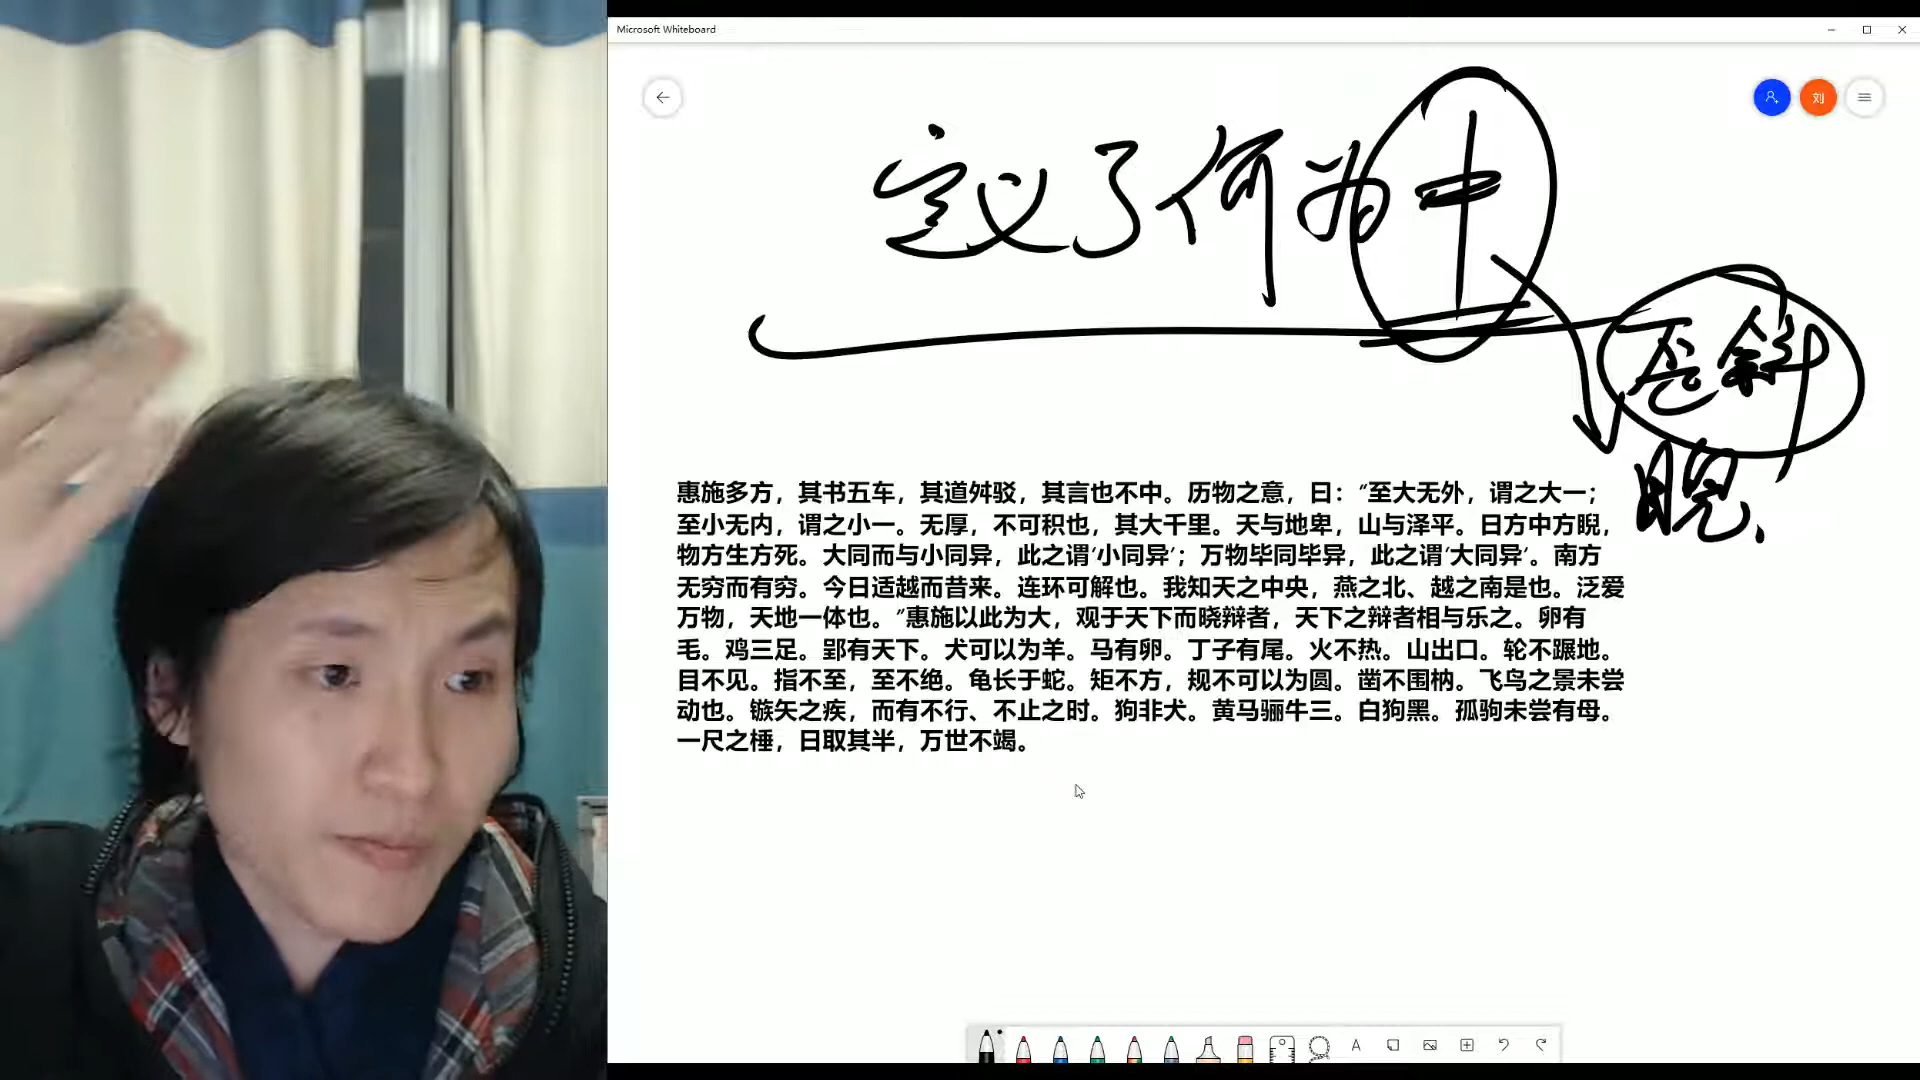 Microsoft Whiteboard
刘
定义了何为中
歪斜
睨
惠施多方，其书五车，其道舛驳，其言也不中。历物之意，曰：“至大无外，谓之大一；
至小无内，谓之小一。无厚，不可积也，其大千里。天与地卑，山与泽平。日方中方睨，
物方生方死。大同而与小同异，此之谓‘小同异’；万物毕同毕异，此之谓‘大同异’。南方
无穷而有穷。今日适越而昔来。连环可解也。我知天之中央，燕之北、越之南是也。泛爱
万物，天地一体也。”惠施以此为大，观于天下而晓辩者，天下之辩者相与乐之。卵有
毛。鸡三足。郢有天下。犬可以为羊。马有卵。丁子有尾。火不热。山出口。轮不蹍地。
目不见。指不至，至不绝。龟长于蛇。矩不方，规不可以为圆。凿不围枘。飞鸟之景未尝
动也。镞矢之疾，而有不行、不止之时。狗非犬。黄马骊牛三。白狗黑。孤驹未尝有母。
一尺之棰，日取其半，万世不竭。
A